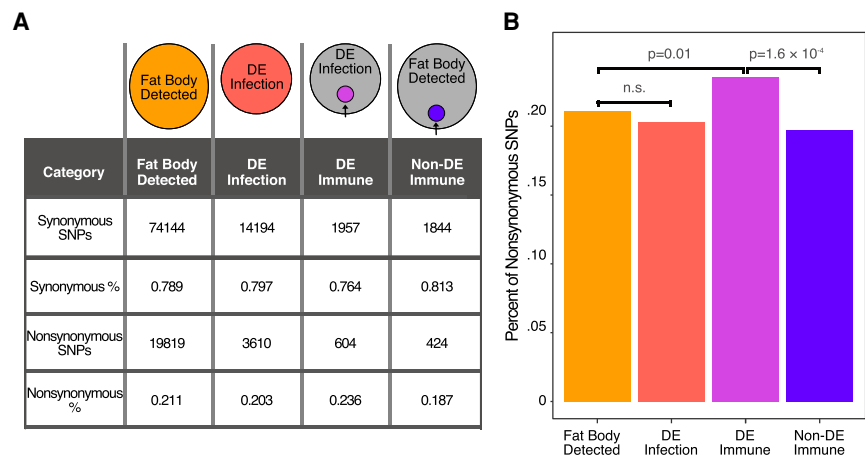 A
Fat Body
Detected
DE
Infection
DE
Infection
Fat Body
Detected
Category
Fat Body
Detected
DE
Infection
DE
Immune
Non-DE
Immune
Synonymous
SNPs
74144
14194
1957
1844
Synonymous %
0.789
0.797
0.764
0.813
Nonsynonymous
SNPs
19819
3610
604
424
Nonsynonymous
%
0.211
0.203
0.236
0.187
B
Percent of Nonsynonymous SNPs
.20
.15
.10
.05
0
p=0.01
p=1.6 × 10⁻⁴
n.s.
Fat Body
Detected
DE
Infection
DE
Immune
Non-DE
Immune